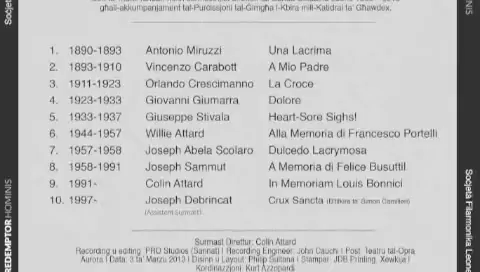 għall-akkumpanjament tal-Purċissjoni tal-Ġimgħa l-Kbira mill-Katidral ta' Għawdex.
1. 1890-1893 Antonio Miruzzi Una Lacrima
2. 1893-1910 Vincenzo Carabott A Mio Padre
3. 1911-1923 Orlando Crescimanno La Croce
4. 1923-1933 Giovanni Giumarra Dolore
5. 1933-1937 Giuseppe Stivala Heart-Sore Sighs!
6. 1944-1957 Willie Attard Alla Memoria di Francesco Portelli
7. 1957-1958 Joseph Abela Scolaro Dulcedo Lacrymosa
8. 1958-1991 Joseph Sammut A Memoria di Felice Busuttil
9. 1991- Colin Attard In Memoriam Louis Bonnici
10. 1997- Joseph Debrincat Crux Sancta
(Assistent Surmast)
Surmast Direttur: Colin Attard
Recording u editing: PRO Studios (Sannat) | Recording Engineer: John Cauchi | Post: Teatru tal-Opra
Aurora | Data: 3 ta' Marzu 2013 | Disinn u Layout: Philip Sultana | Stampar: JDB Printing, Xewkija |
Kordinazzjoni: Kurt Azzopardi
REDEMPTOR HOMINIS
HOMINIS
Società
Società Filarmonika Leone